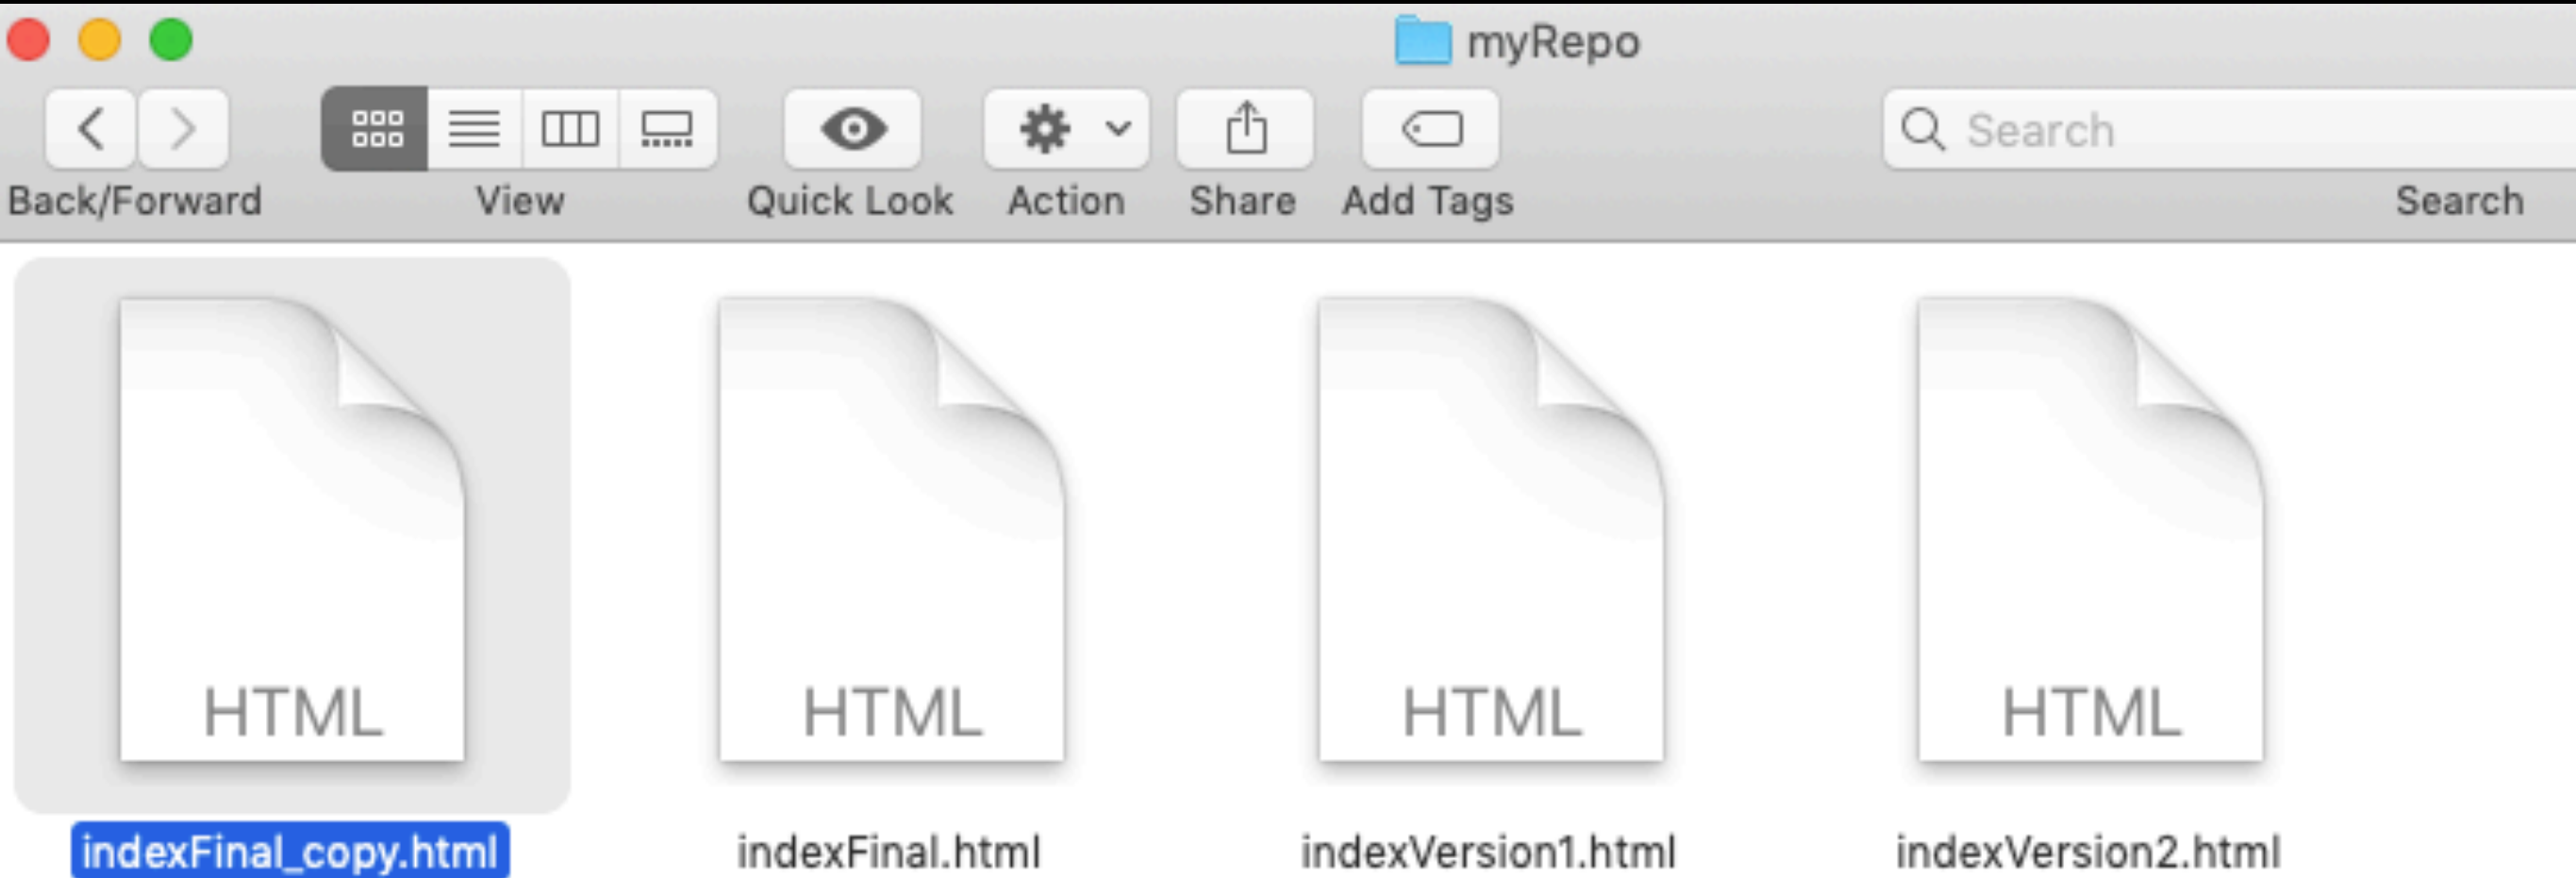 myRepo
Search
Back/Forward View Quick Look Action Share Add Tags Search
HTML HTML HTML HTML
indexFinal_copy.html indexFinal.html indexVersion1.html indexVersion2.html